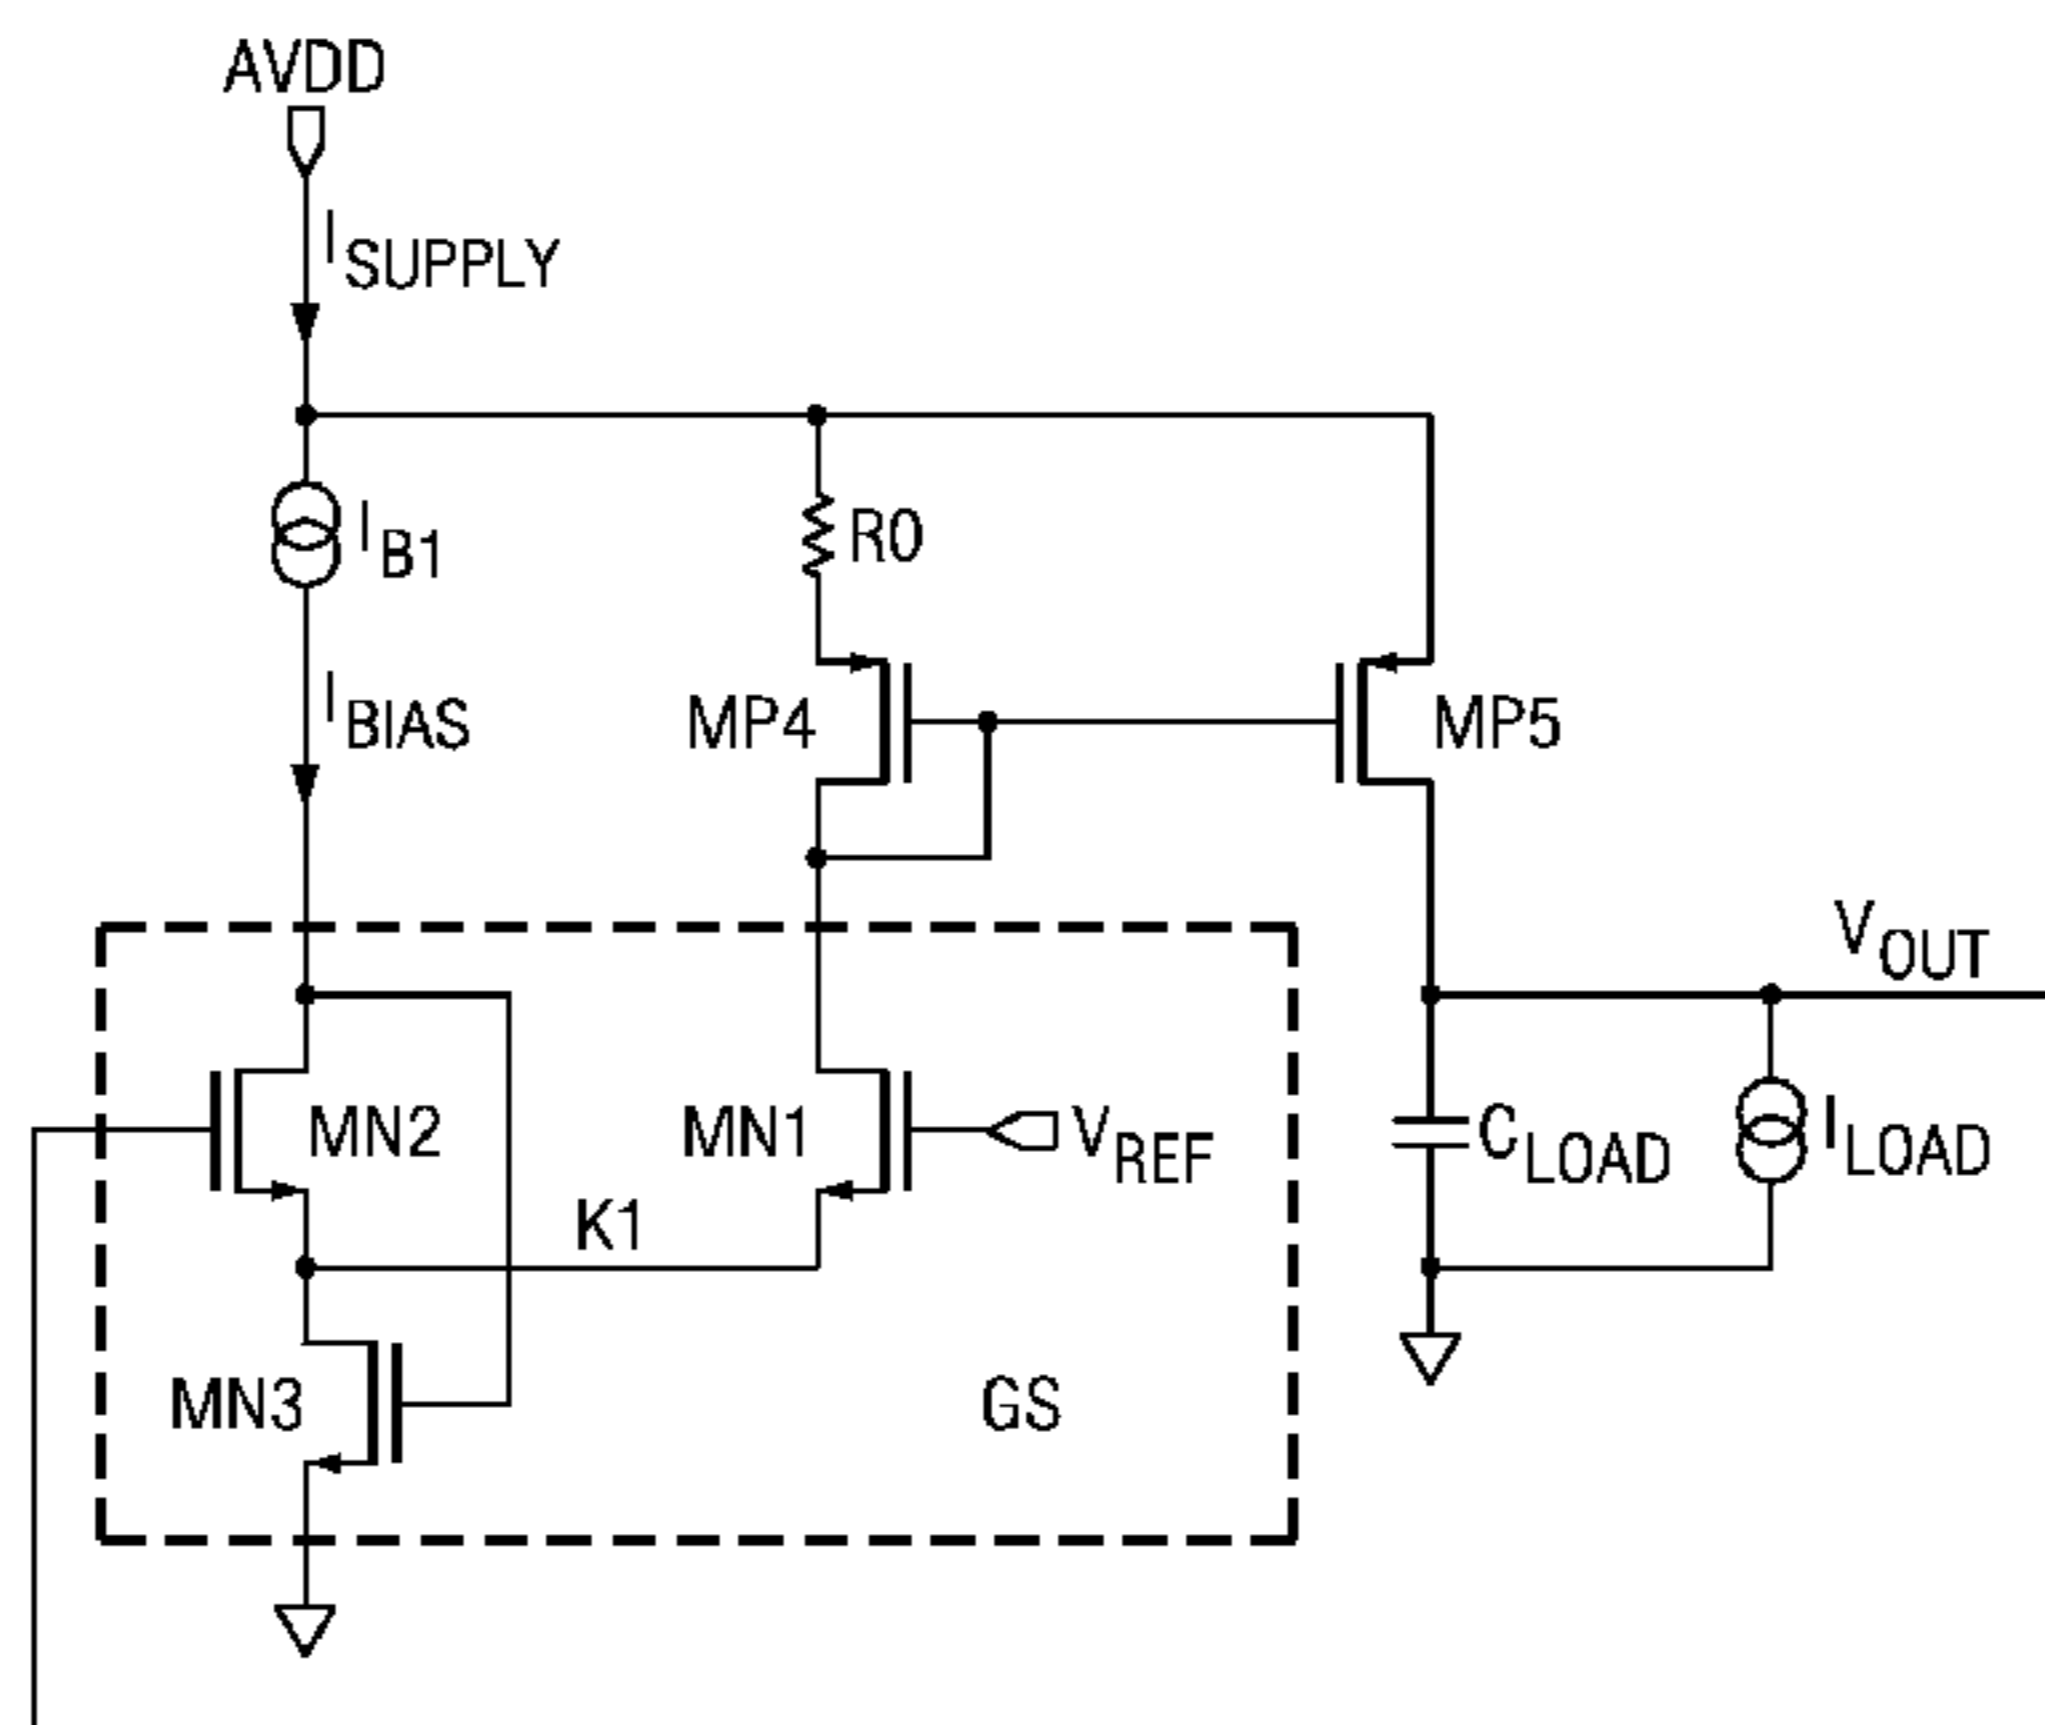 AVDD
ISUPPLY
IB1
R0
IBIAS
MP4
MP5
VOUT
MN2
MN1
VREF
CLOAD
ILOAD
K1
MN3
GS